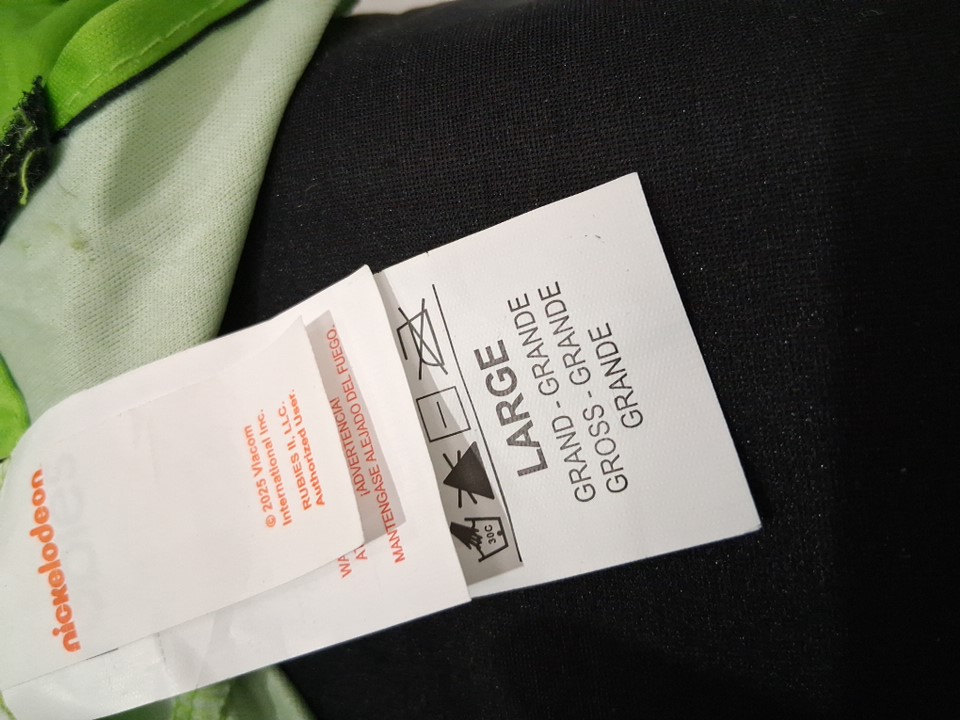 nickelodeon
© 2025 Viacom
International Inc.
RUBIES II, LLC.
Authorized User.
¡ADVERTENCIA!
MANTENGASE ALEJADO DEL FUEGO.
30C
LARGE
GRAND - GRANDE
GROSS - GRANDE
GRANDE